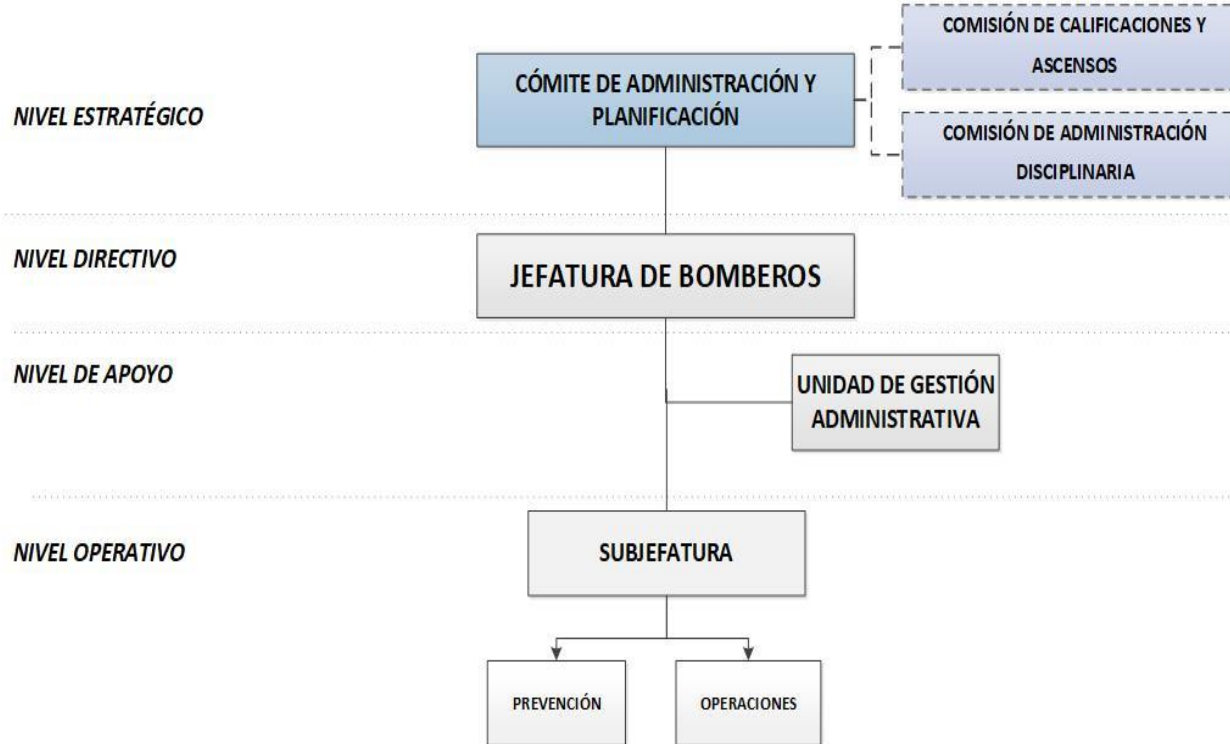 COMISIÓN DE CALIFICACIONES Y
ASCENSOS
CÓMITE DE ADMINISTRACIÓN Y
PLANIFICACIÓN
NIVEL ESTRATÉGICO
COMISIÓN DE ADMINISTRACIÓN
DISCIPLINARIA
NIVEL DIRECTIVO
JEFATURA DE BOMBEROS
NIVEL DE APOYO
UNIDAD DE GESTIÓN
ADMINISTRATIVA
NIVEL OPERATIVO
SUBJEFATURA
PREVENCIÓN
OPERACIONES